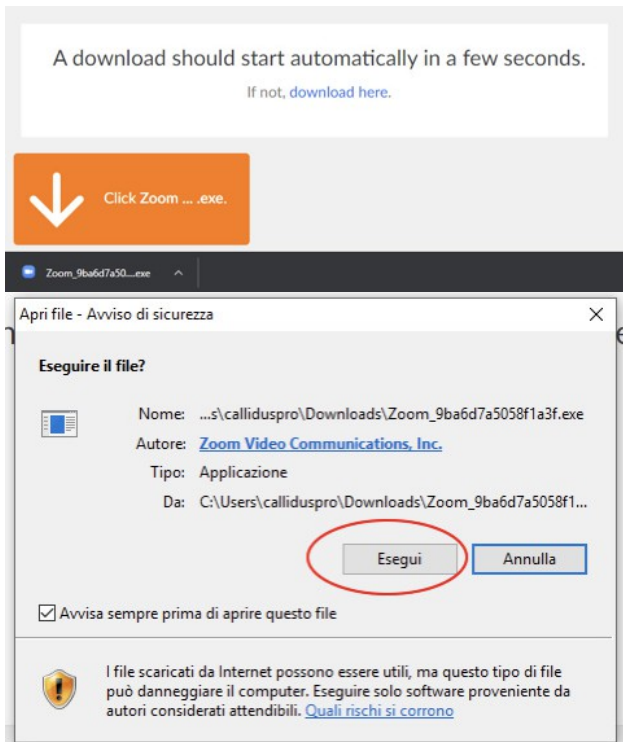 A download should start automatically in a few seconds.
If not, download here.
Click Zoom ... .exe.
Zoom_9ba6d7a50....exe
Apri file - Avviso di sicurezza
Eseguire il file?
Nome: ...s\calliduspro\Downloads\Zoom_9ba6d7a5058f1a3f.exe
Autore: Zoom Video Communications, Inc.
Tipo: Applicazione
Da: C:\Users\calliduspro\Downloads\Zoom_9ba6d7a5058f1...
Esegui Annulla
Avvisa sempre prima di aprire questo file
I file scaricati da Internet possono essere utili, ma questo tipo di file
può danneggiare il computer. Eseguire solo software proveniente da
autori considerati attendibili. Quali rischi si corrono